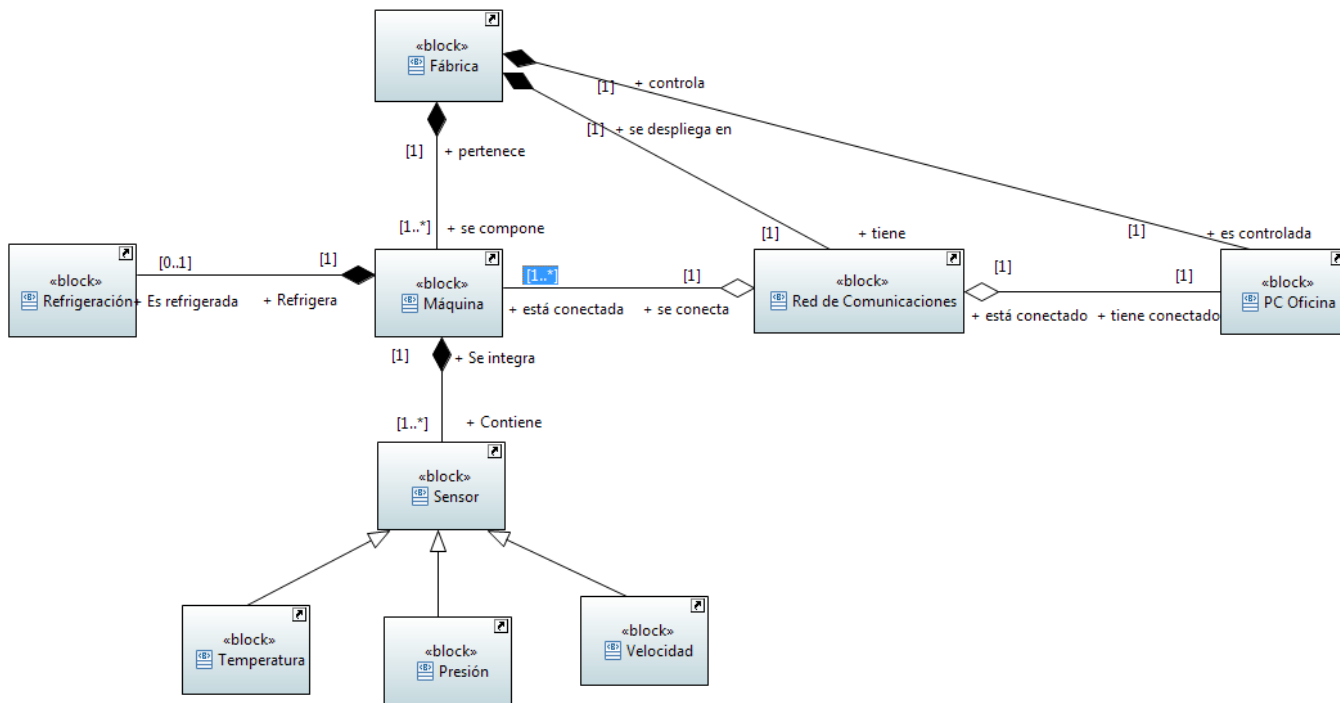 «block»
Fábrica
[1]
+ controla
[1]
+ se despliega en
[1]
+ pertenece
[1..*]
+ se compone
[1]
+ tiene
[1]
+ es controlada
«block»
Refrigeración
[0..1]
+ Es refrigerada
[1]
+ Refrigera
«block»
Máquina
[1..*]
+ está conectada
[1]
+ se conecta
«block»
Red de Comunicaciones
[1]
+ está conectado
[1]
+ tiene conectado
«block»
PC Oficina
[1]
+ Se integra
[1..*]
+ Contiene
«block»
Sensor
«block»
Temperatura
«block»
Presión
«block»
Velocidad